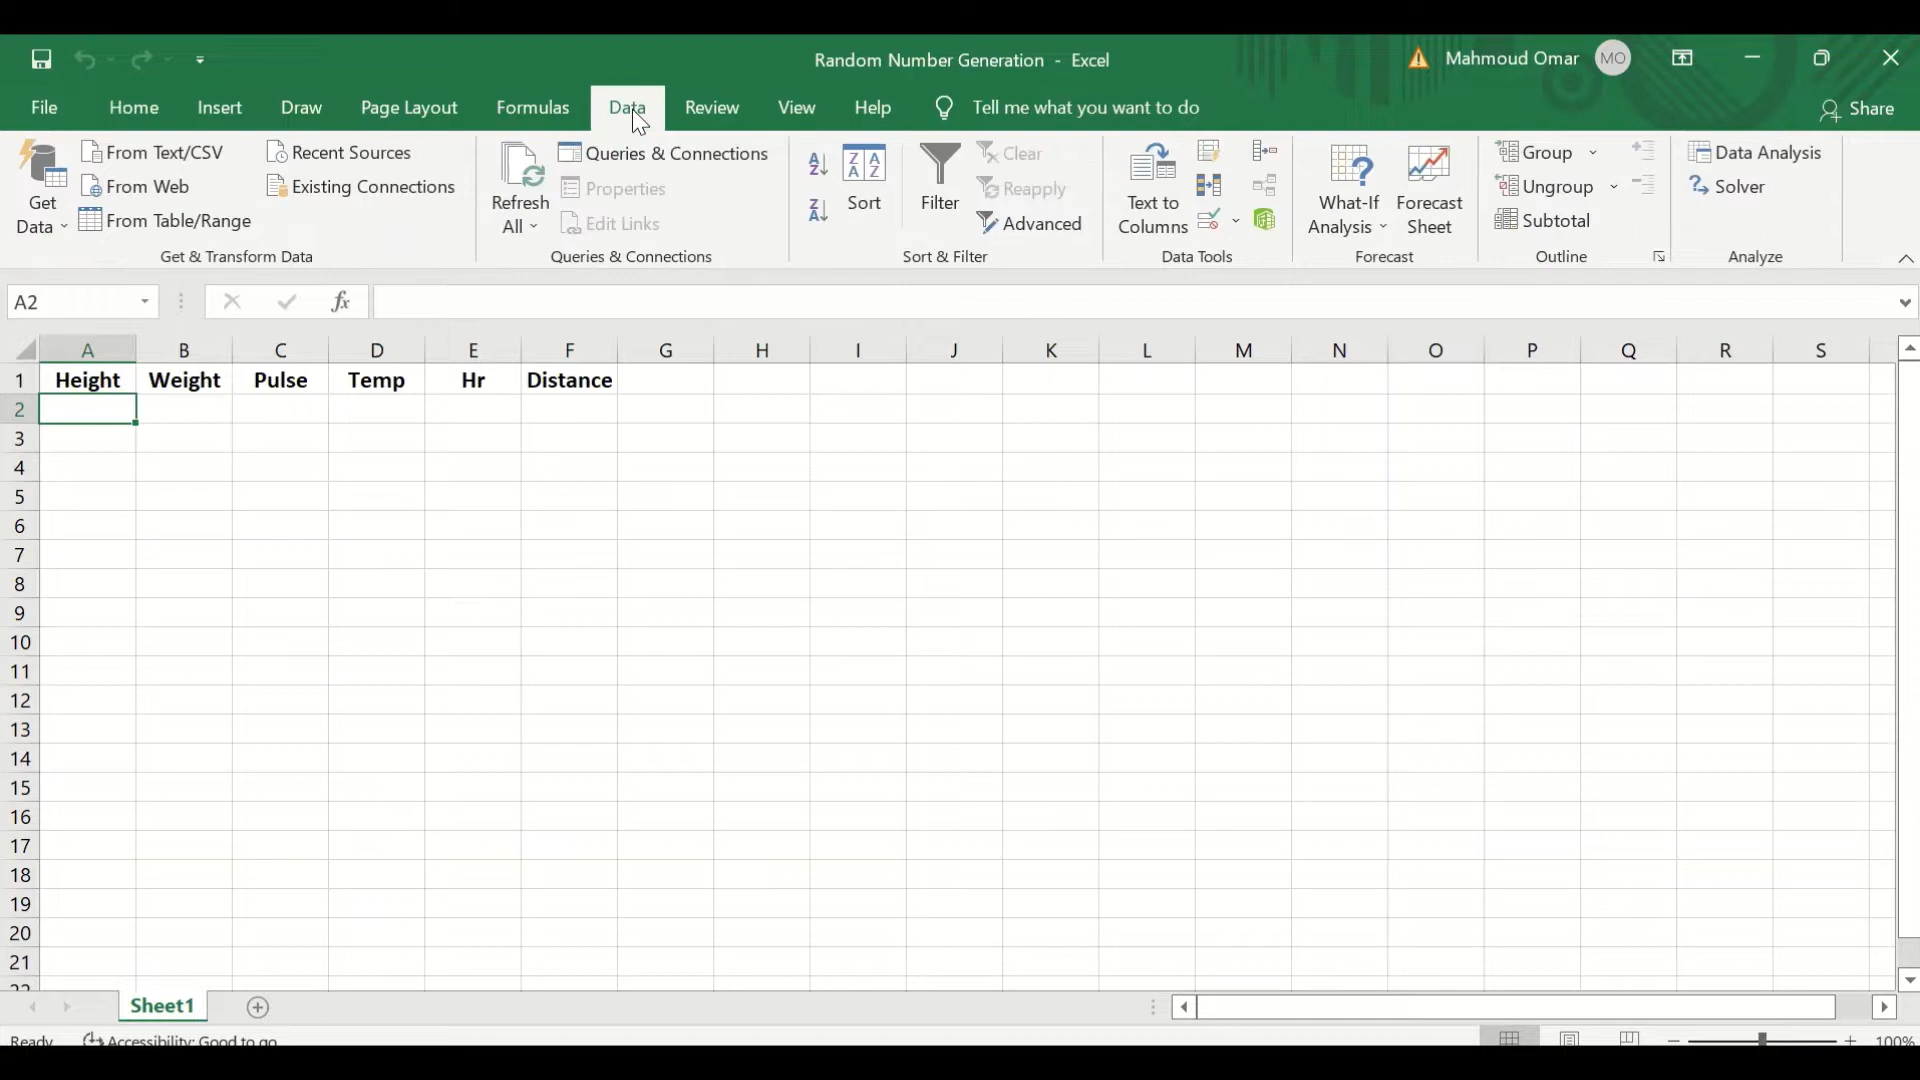 Random Number Generation - Excel
Mahmoud Omar MO
File Home Insert Draw Page Layout Formulas Data Review View Help Tell me what you want to do Share
Get Data
From Text/CSV
From Web
From Table/Range
Recent Sources
Existing Connections
Get & Transform Data
Refresh All
Queries & Connections
Properties
Edit Links
Queries & Connections
Sort
Filter
Clear
Reapply
Advanced
Sort & Filter
Text to Columns
Data Tools
What-If Analysis
Forecast Sheet
Forecast
Group
Ungroup
Subtotal
Outline
Data Analysis
Solver
Analyze
A2 fx
A B C D E F G H I J K L M N O P Q R S
1 Height Weight Pulse Temp Hr Distance
2
3
4
5
6
7
8
9
10
11
12
13
14
15
16
17
18
19
20
21
22
Sheet1
Ready Accessibility: Good to go 100%